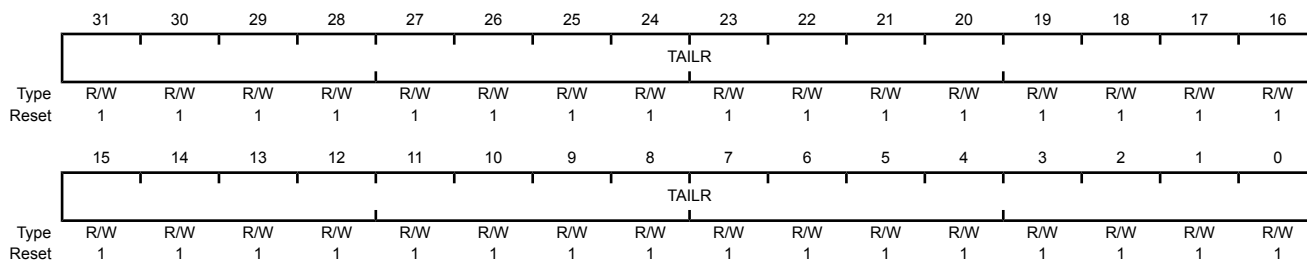 31 30 29 28 27 26 25 24 23 22 21 20 19 18 17 16
TAILR
Type R/W R/W R/W R/W R/W R/W R/W R/W R/W R/W R/W R/W R/W R/W R/W R/W
Reset 1 1 1 1 1 1 1 1 1 1 1 1 1 1 1 1
15 14 13 12 11 10 9 8 7 6 5 4 3 2 1 0
TAILR
Type R/W R/W R/W R/W R/W R/W R/W R/W R/W R/W R/W R/W R/W R/W R/W R/W
Reset 1 1 1 1 1 1 1 1 1 1 1 1 1 1 1 1